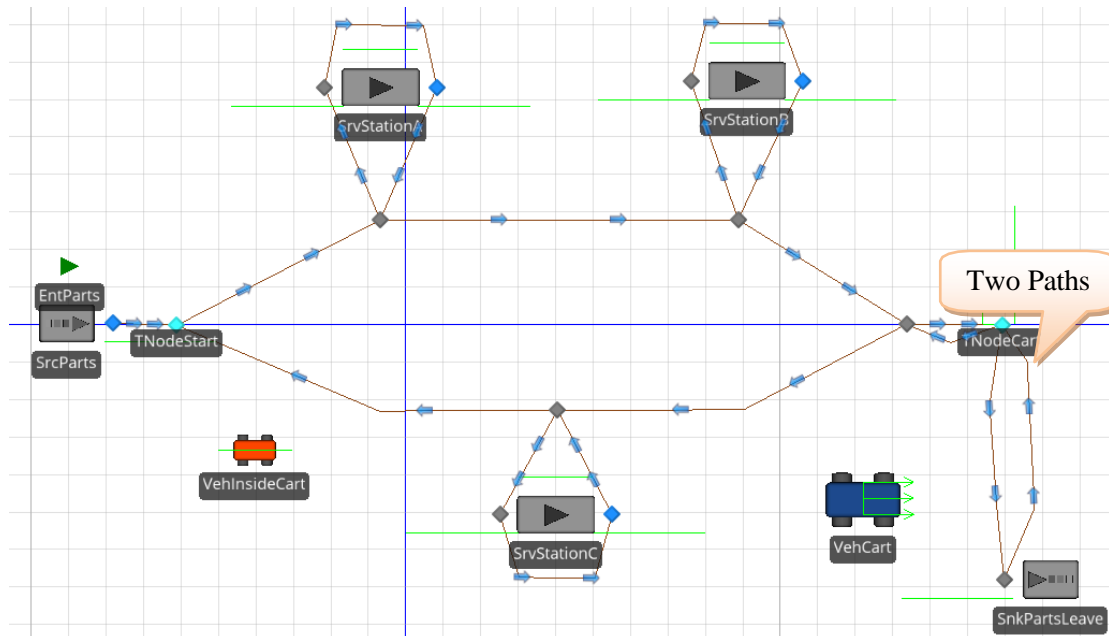 SrvStationA
SrvStationB
Two Paths
EntParts
SrcParts
TNodeStart
TNodeCar
VehInsideCart
SrvStationC
VehCart
SnkPartsLeave